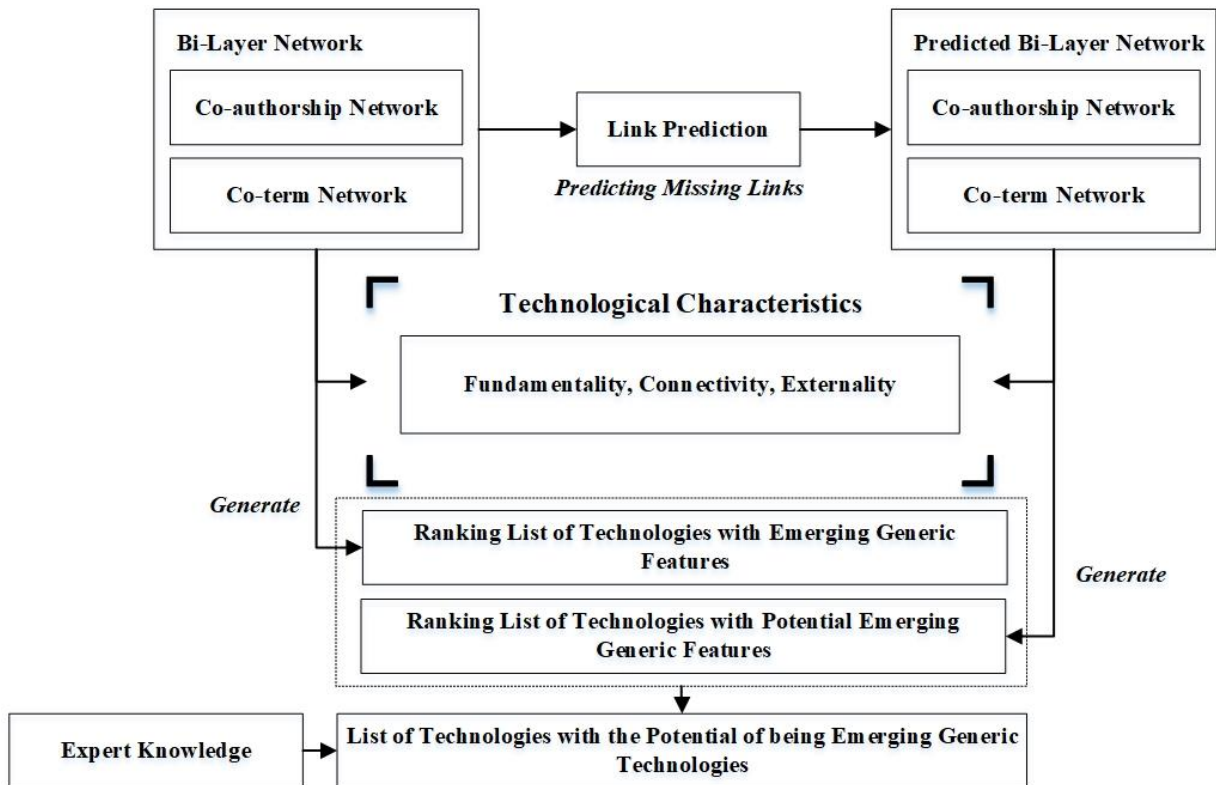 Bi-Layer Network
Co-authorship Network
Co-term Network
Link Prediction
Predicting Missing Links
Predicted Bi-Layer Network
Co-authorship Network
Co-term Network
Technological Characteristics
Fundamentality, Connectivity, Externality
Generate
Ranking List of Technologies with Emerging Generic
Features
Ranking List of Technologies with Potential Emerging
Generic Features
Generate
Expert Knowledge
List of Technologies with the Potential of being Emerging Generic
Technologies